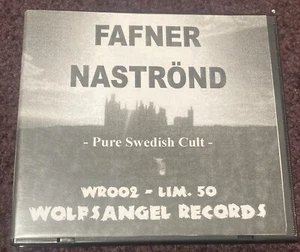 FAFNER
NASTRÖND
- Pure Swedish Cult -
WR002 - LIM. 50
WOLFSANGEL RECORDS